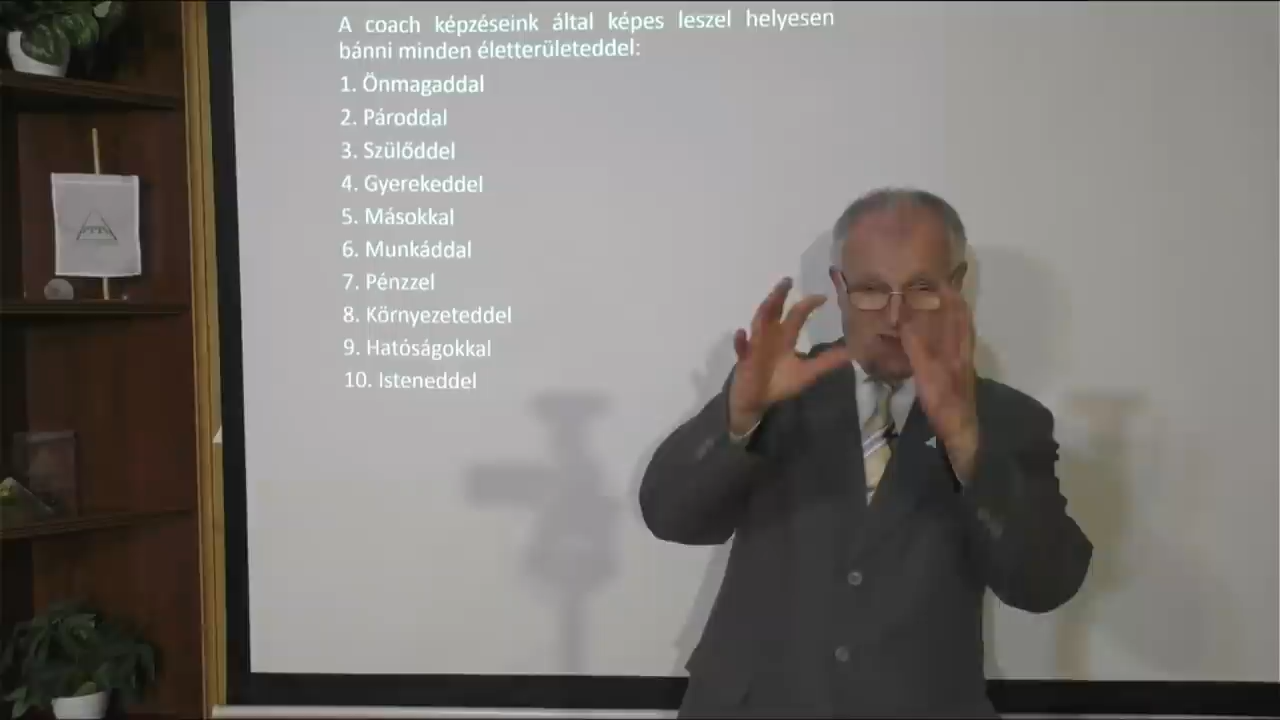 A coach képzéseink által képes leszel helyesen
bánni minden életterületeddel:
1. Önmagaddal
2. Pároddal
3. Szülőddel
4. Gyerekeddel
5. Másokkal
6. Munkáddal
7. Pénzzel
8. Környezeteddel
9. Hatóságokkal
10. Isteneddel